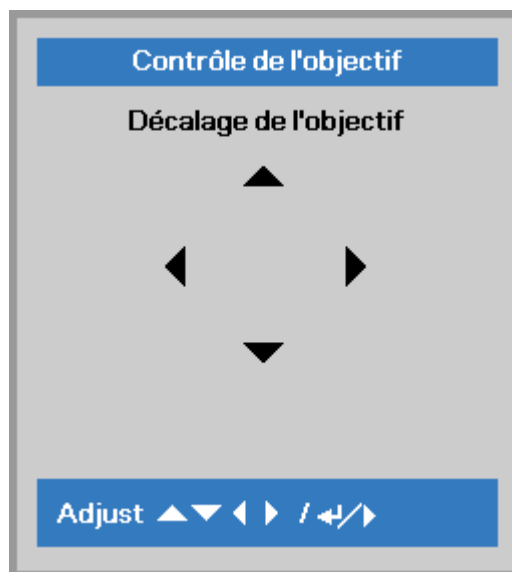 Contrôle de l'objectif
Décalage de l'objectif
Adjust ▲▼◀ ▶ / ↵/▶